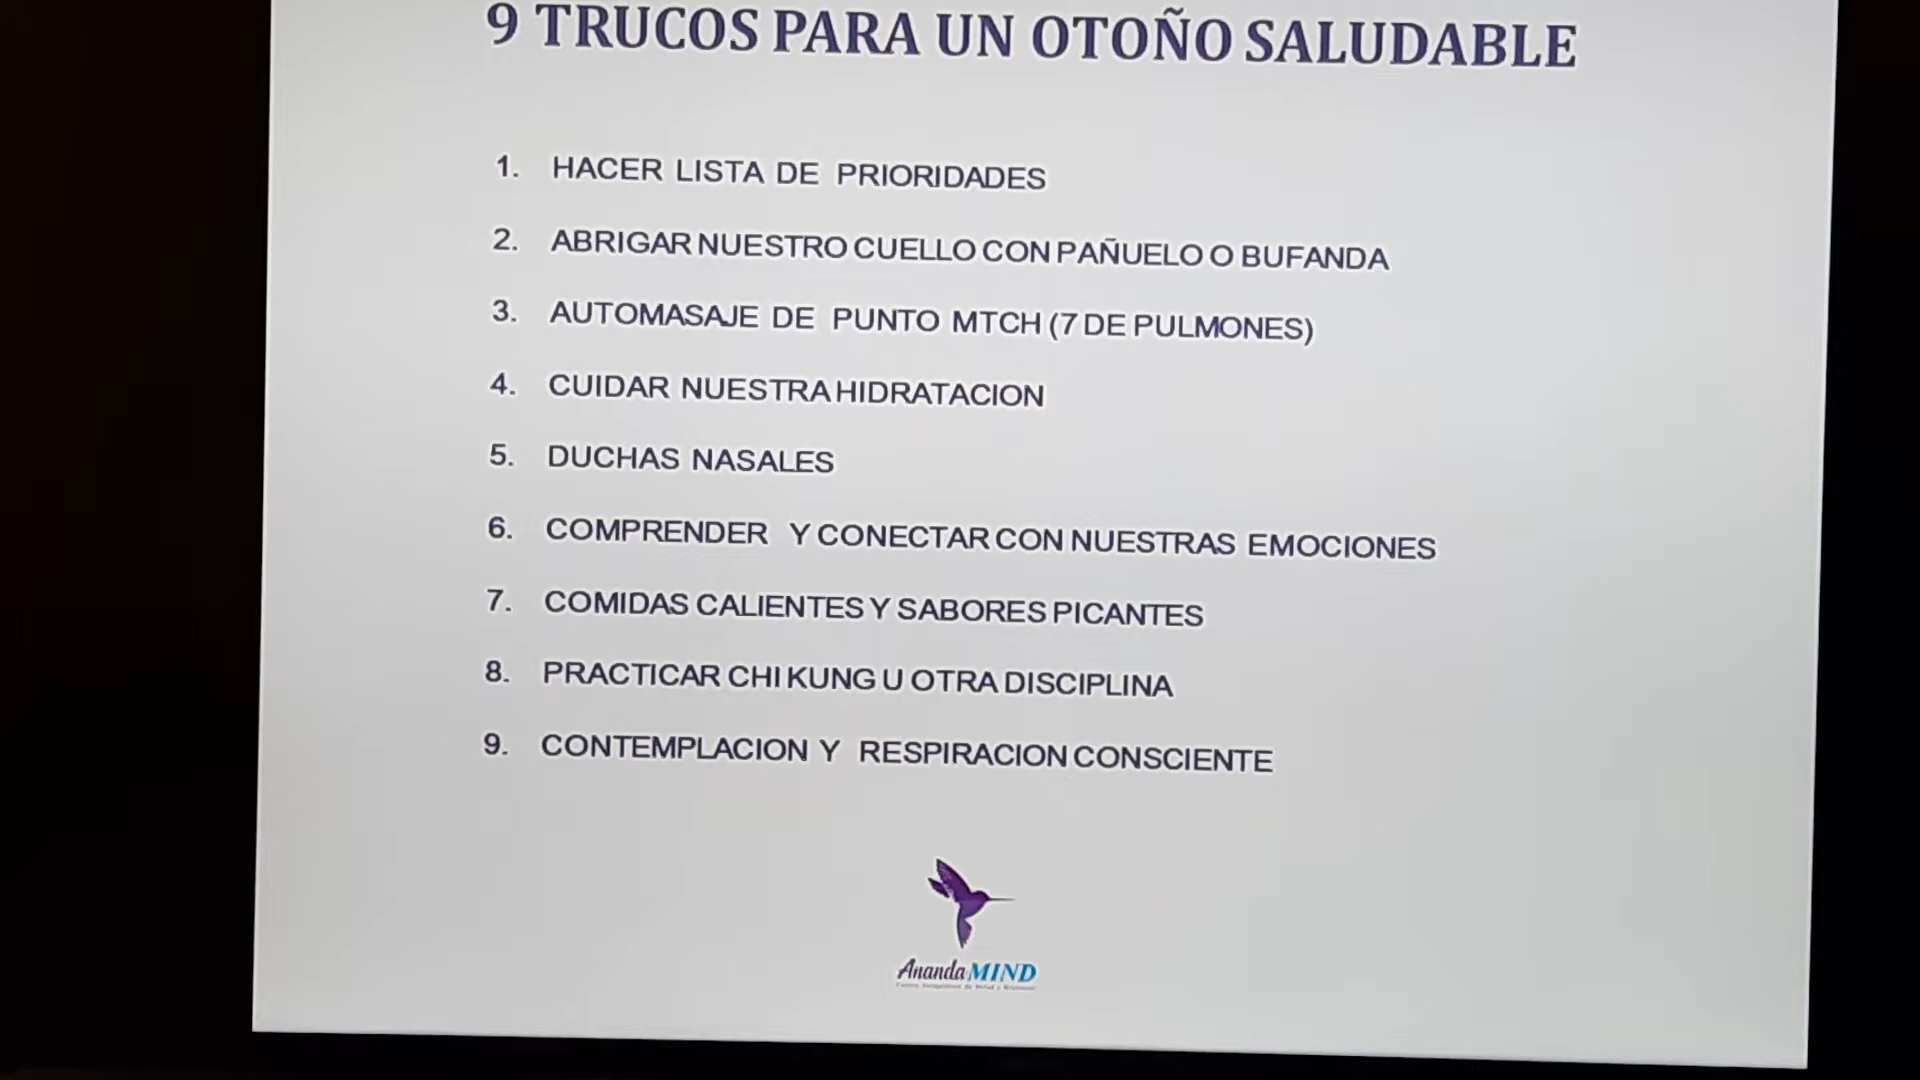 9 TRUCOS PARA UN OTOÑO SALUDABLE
1. HACER LISTA DE PRIORIDADES
2. ABRIGAR NUESTRO CUELLO CON PAÑUELO O BUFANDA
3. AUTOMASAJE DE PUNTO MTCH (7 DE PULMONES)
4. CUIDAR NUESTRA HIDRATACION
5. DUCHAS NASALES
6. COMPRENDER Y CONECTAR CON NUESTRAS EMOCIONES
7. COMIDAS CALIENTES Y SABORES PICANTES
8. PRACTICAR CHI KUNG U OTRA DISCIPLINA
9. CONTEMPLACION Y RESPIRACION CONSCIENTE
Ananda MIND